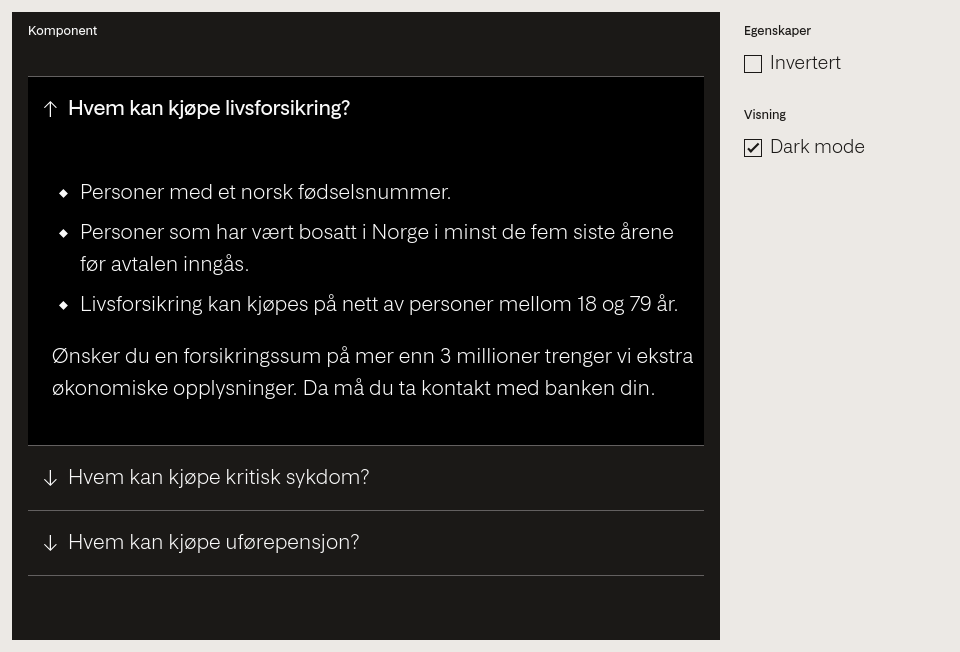 Komponent
Hvem kan kjøpe livsforsikring?
Personer med et norsk fødselsnummer.
Personer som har vært bosatt i Norge i minst de fem siste årene
før avtalen inngås.
Livsforsikring kan kjøpes på nett av personer mellom 18 og 79 år.
Ønsker du en forsikringssum på mer enn 3 millioner trenger vi ekstra
økonomiske opplysninger. Da må du ta kontakt med banken din.
Hvem kan kjøpe kritisk sykdom?
Hvem kan kjøpe uførepensjon?
Egenskaper
Invertert
Visning
Dark mode